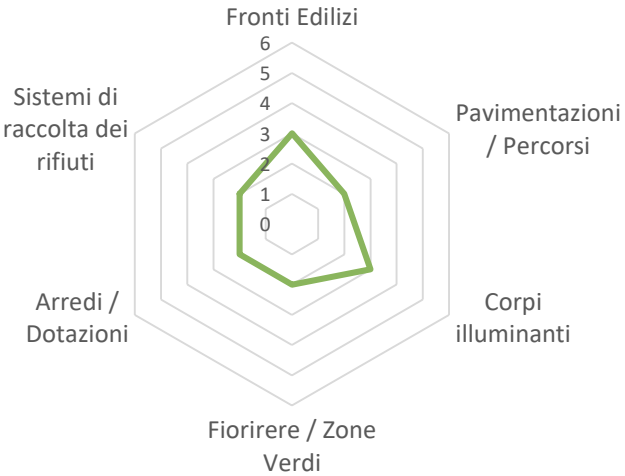 Fronti Edilizi
6
5
4
3
2
1
0
Pavimentazioni
/ Percorsi
Corpi
illuminanti
Fiorirere / Zone
Verdi
Arredi /
Dotazioni
Sistemi di
raccolta dei
rifiuti